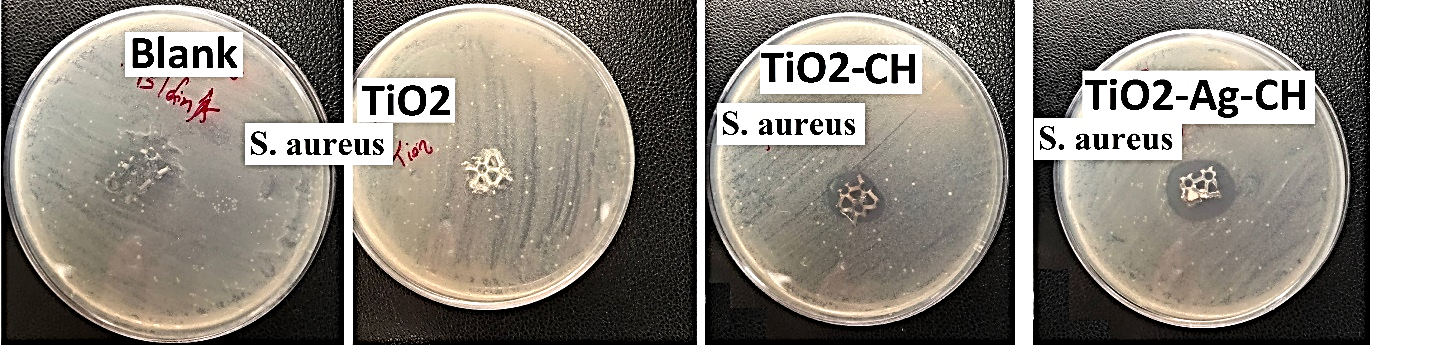 Blank
S. aureus
TiO2
TiO2-CH
S. aureus
TiO2-Ag-CH
S. aureus